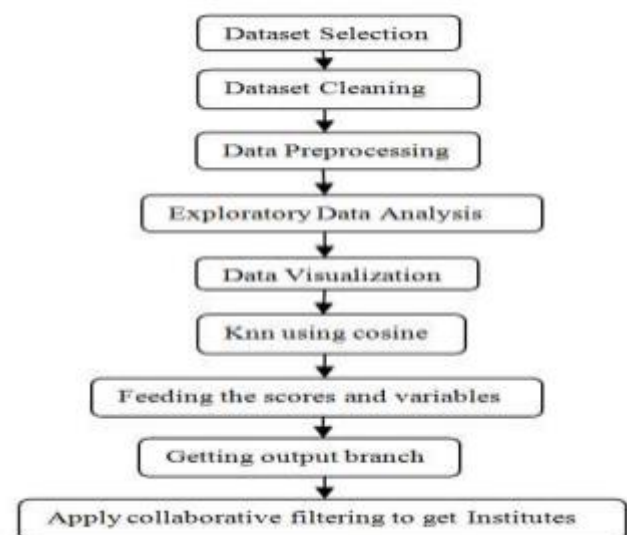 Dataset Selection
Dataset Cleaning
Data Preprocessing
Exploratory Data Analysis
Data Visualization
Knn using cosine
Feeding the scores and variables
Getting output branch
Apply collaborative filtering to get Institutes